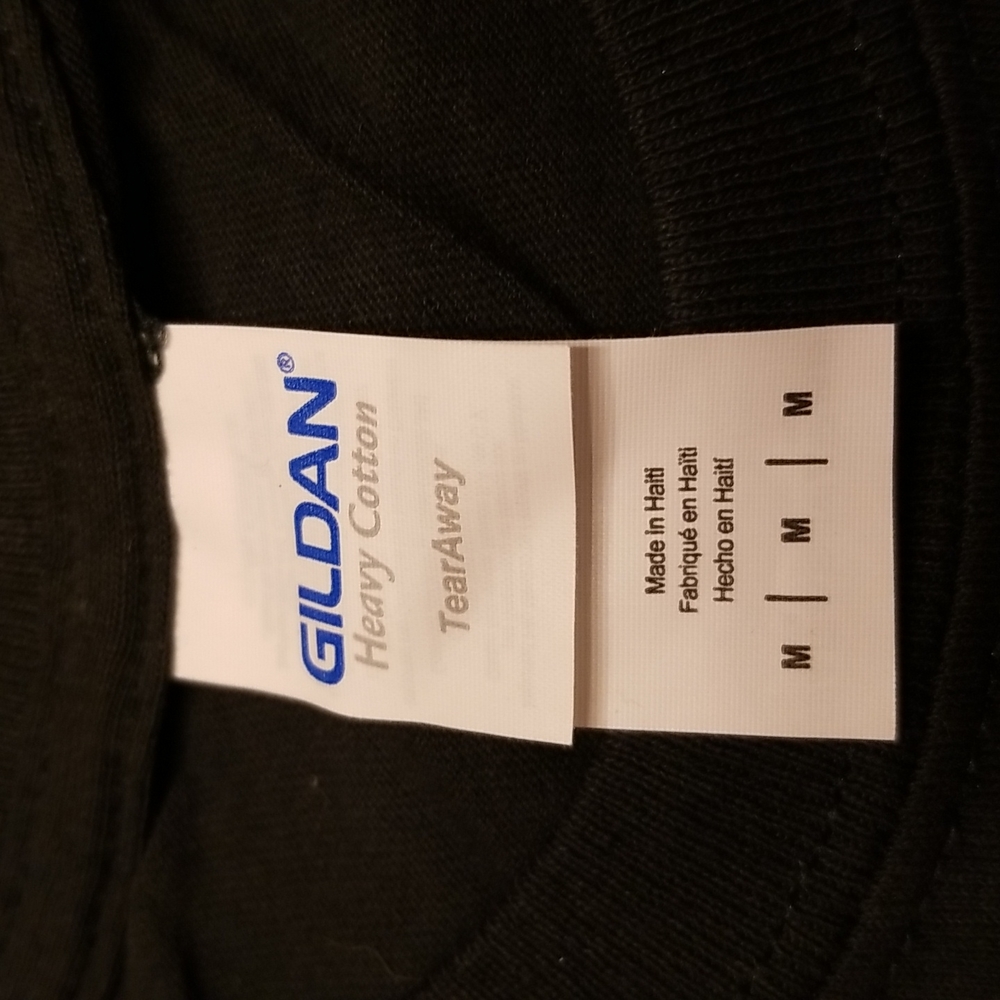 GILDAN®
Heavy Cotton
TearAway
Made in Haiti
Fabriqué en Haïti
Hecho en Haití
M | M | M